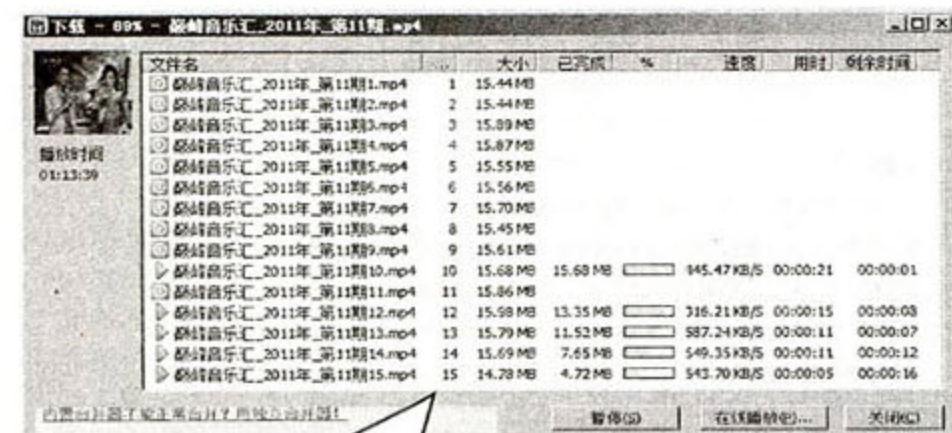 下载 - 89% - 巅峰音乐汇_2011年_第11期.mp4
文件名 大小 已完成 % 速度 用时 剩余时间
巅峰音乐汇_2011年_第11期1.mp4 1 15.44 MB
巅峰音乐汇_2011年_第11期2.mp4 2 15.44 MB
巅峰音乐汇_2011年_第11期3.mp4 3 15.89 MB
巅峰音乐汇_2011年_第11期4.mp4 4 15.87 MB
巅峰音乐汇_2011年_第11期5.mp4 5 15.55 MB
巅峰音乐汇_2011年_第11期6.mp4 6 15.56 MB
巅峰音乐汇_2011年_第11期7.mp4 7 15.70 MB
巅峰音乐汇_2011年_第11期8.mp4 8 15.45 MB
巅峰音乐汇_2011年_第11期9.mp4 9 15.61 MB
巅峰音乐汇_2011年_第11期10.mp4 10 15.68 MB 15.68 MB 445.47 KB/S 00:00:21 00:00:01
巅峰音乐汇_2011年_第11期11.mp4 11 15.86 MB
巅峰音乐汇_2011年_第11期12.mp4 12 15.98 MB 13.35 MB 316.21 KB/S 00:00:15 00:00:08
巅峰音乐汇_2011年_第11期13.mp4 13 15.79 MB 11.52 MB 587.24 KB/S 00:00:11 00:00:07
巅峰音乐汇_2011年_第11期14.mp4 14 15.69 MB 7.65 MB 549.35 KB/S 00:00:11 00:00:12
巅峰音乐汇_2011年_第11期15.mp4 15 14.78 MB 4.72 MB 543.70 KB/S 00:00:05 00:00:16
播放时间
01:13:39
内置合并器不能正常合并？用独立合并器！
暂停(S) 在线播放(P)... 关闭(C)